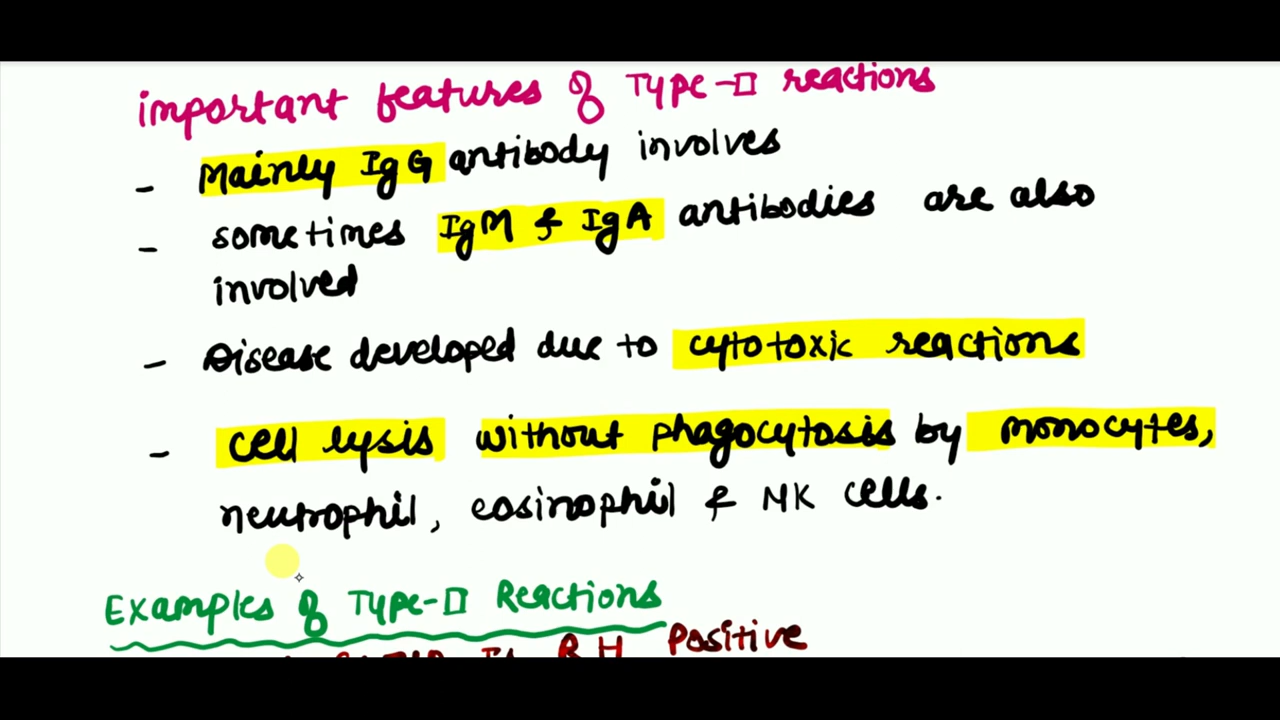 important features of Type-II reactions
- Mainly IgG antibody involves
- sometimes IgM & IgA antibodies are also
involved
- Disease developed due to cytotoxic reactions
- Cell lysis without phagocytosis by monocytes,
neutrophil, eosinophil & NK cells.
Examples of Type-II Reactions
RH Positive